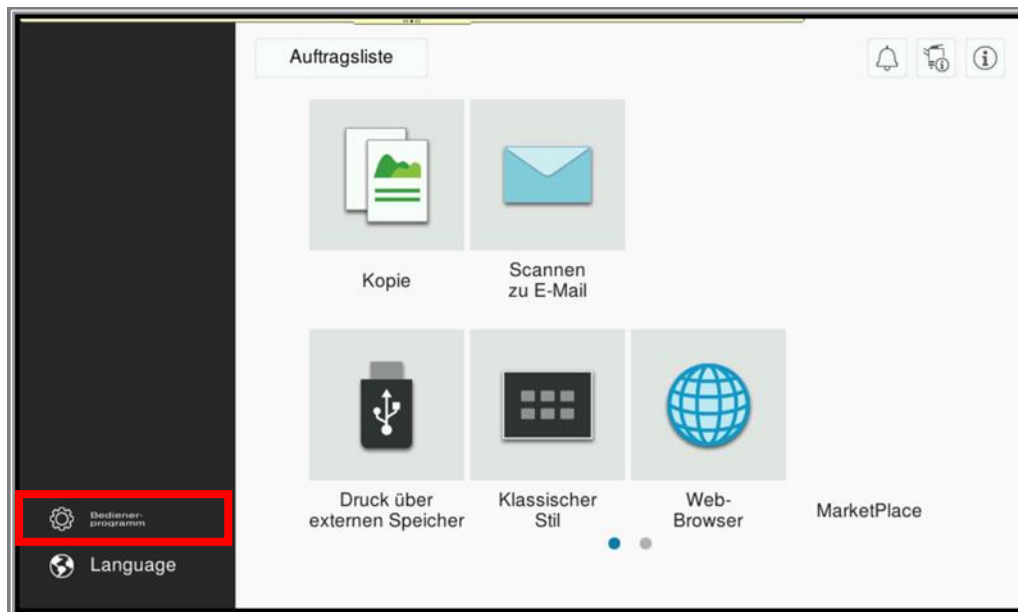 Auftragsliste
Kopie
Scannen
zu E-Mail
Druck über
externen Speicher
Klassischer
Stil
Web-
Browser
MarketPlace
Bediener-
programm
Language